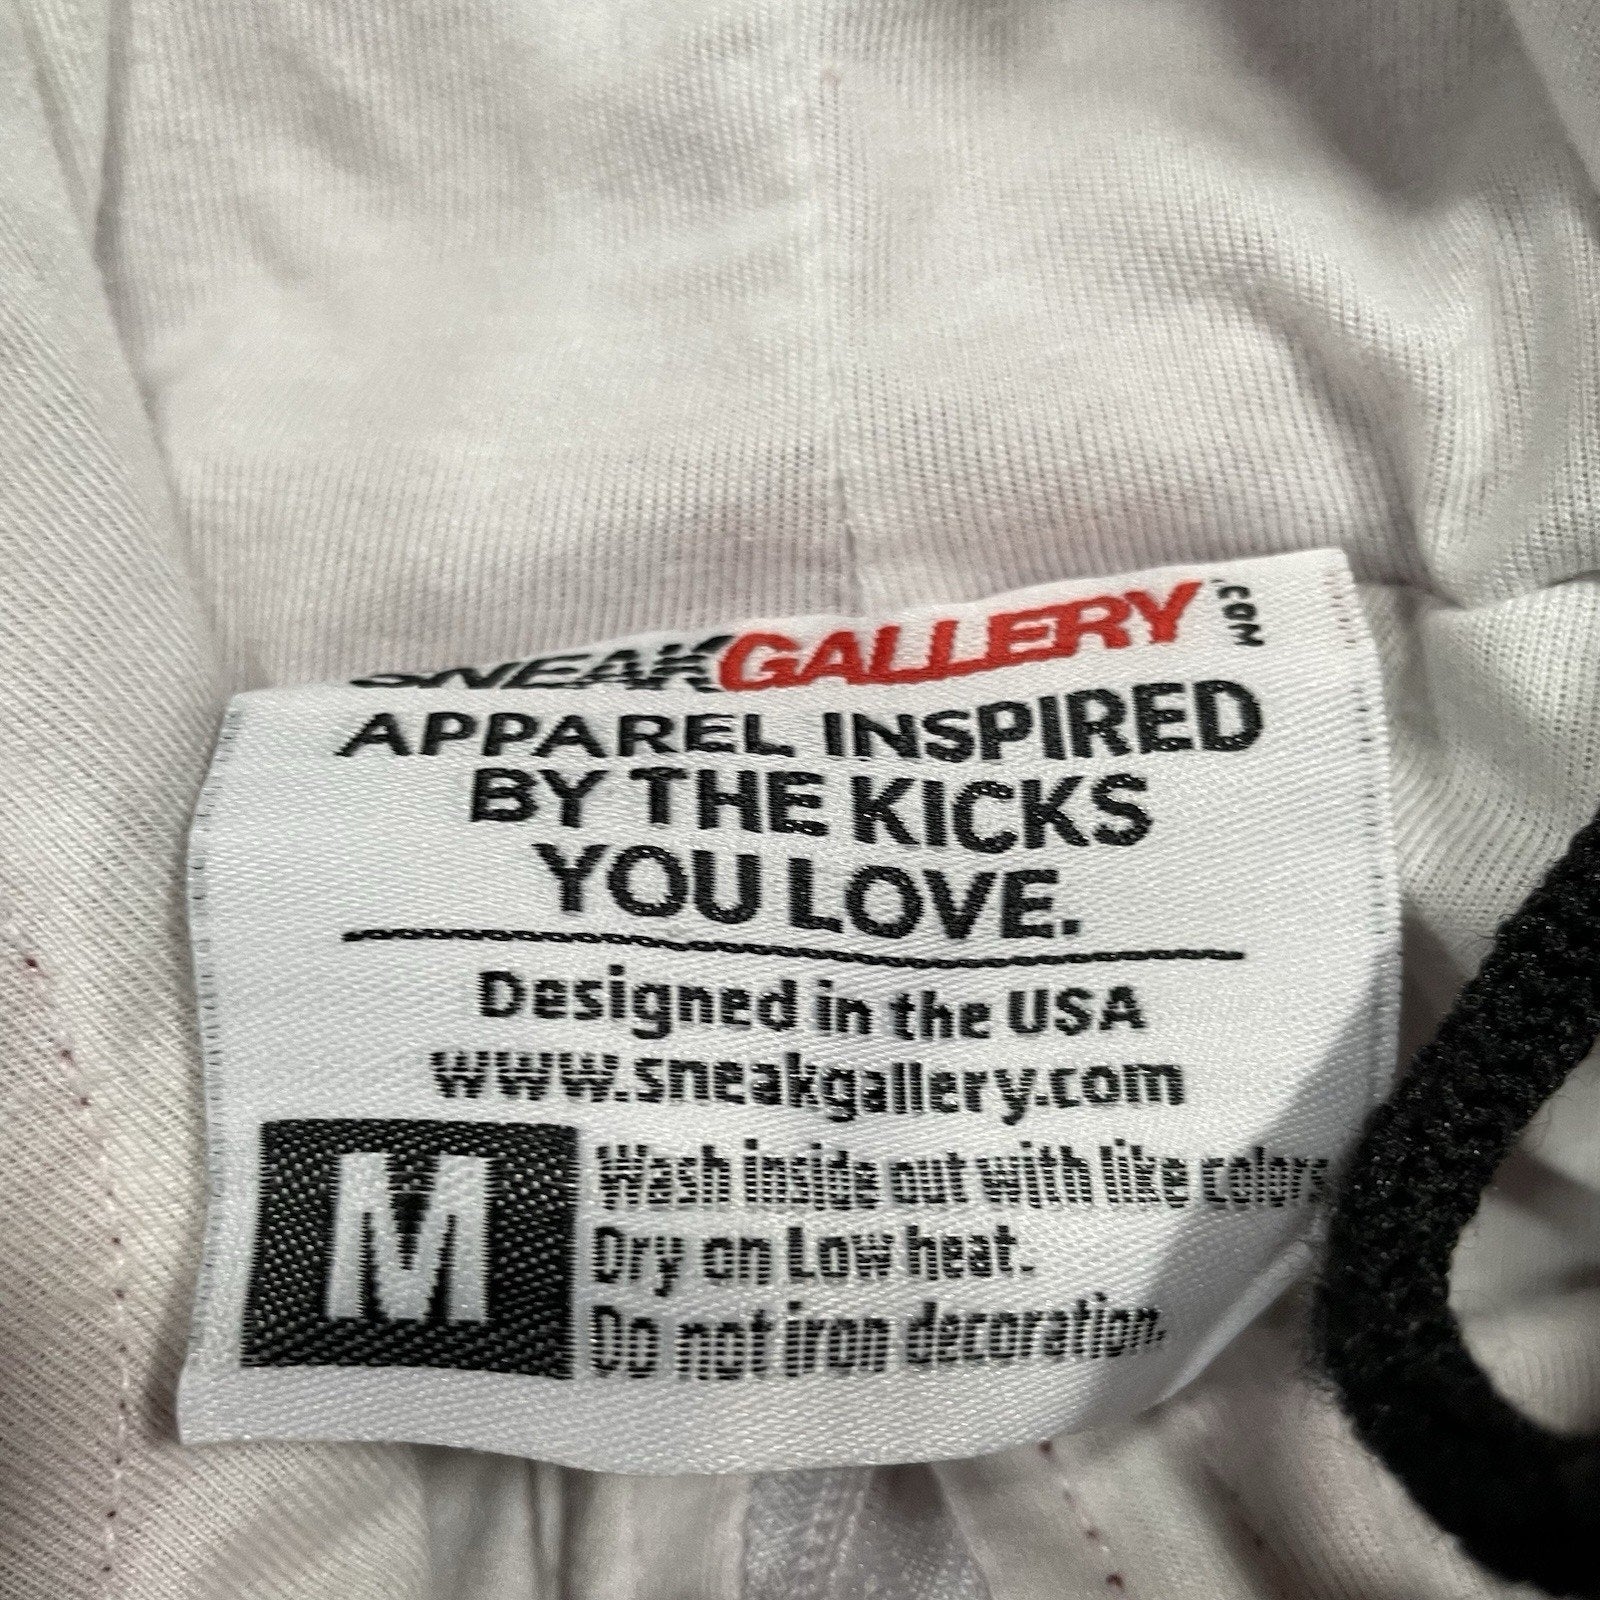 SNEAKGALLERY.COM
APPAREL INSPIRED
BY THE KICKS
YOU LOVE.
Designed in the USA
www.sneakgallery.com
M
Wash inside out with like colors
Dry on Low heat.
Do not iron decoration.